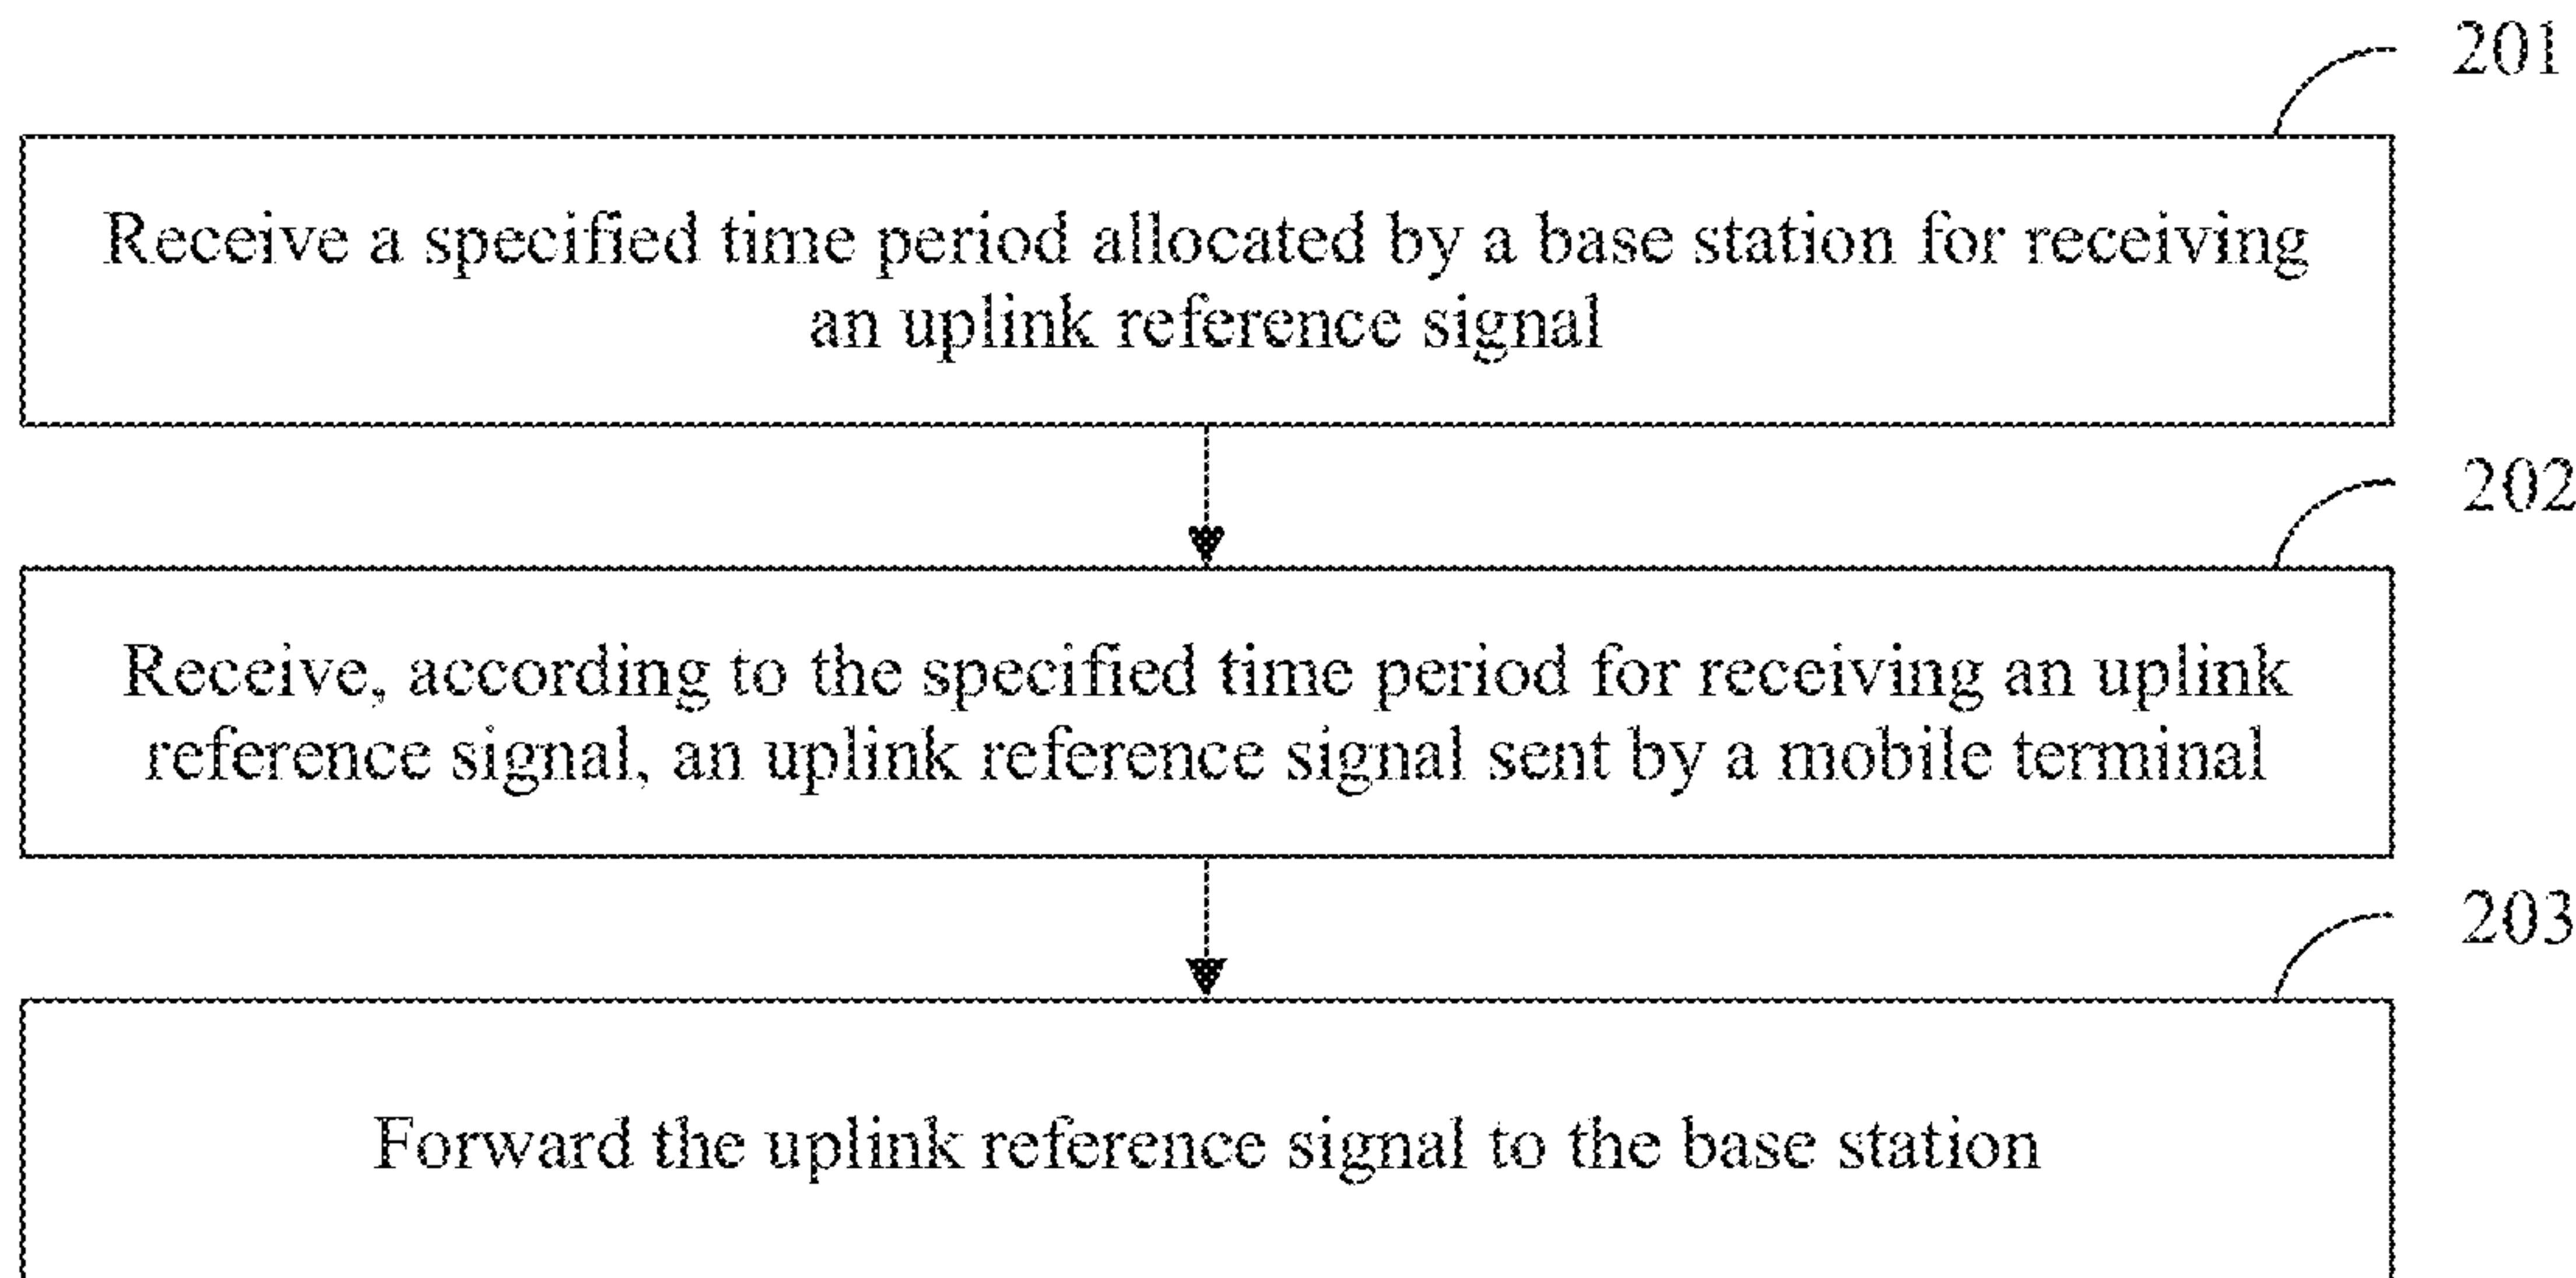 201
Receive a specified time period allocated by a base station for receiving
an uplink reference signal
202
Receive, according to the specified time period for receiving an uplink
reference signal, an uplink reference signal sent by a mobile terminal
203
Forward the uplink reference signal to the base station